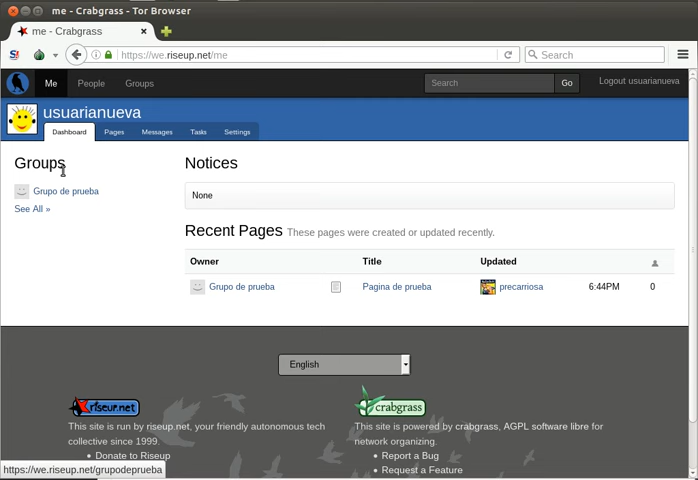 me - Crabgrass - Tor Browser
me - Crabgrass
https://we.riseup.net/me
Search
Me People Groups
Search
Go
Logout usuarianueva
usuarianueva
Dashboard Pages Messages Tasks Settings
Groups
Grupo de prueba
See All »
Notices
None
Recent Pages These pages were created or updated recently.
Owner Title Updated
Grupo de prueba Pagina de prueba precarriosa 6:44PM 0
English
riseup.net
This site is run by riseup.net, your friendly autonomous tech
collective since 1999.
• Donate to Riseup
crabgrass
This site is powered by crabgrass, AGPL software libre for
network organizing.
• Report a Bug
• Request a Feature
https://we.riseup.net/grupodeprueba